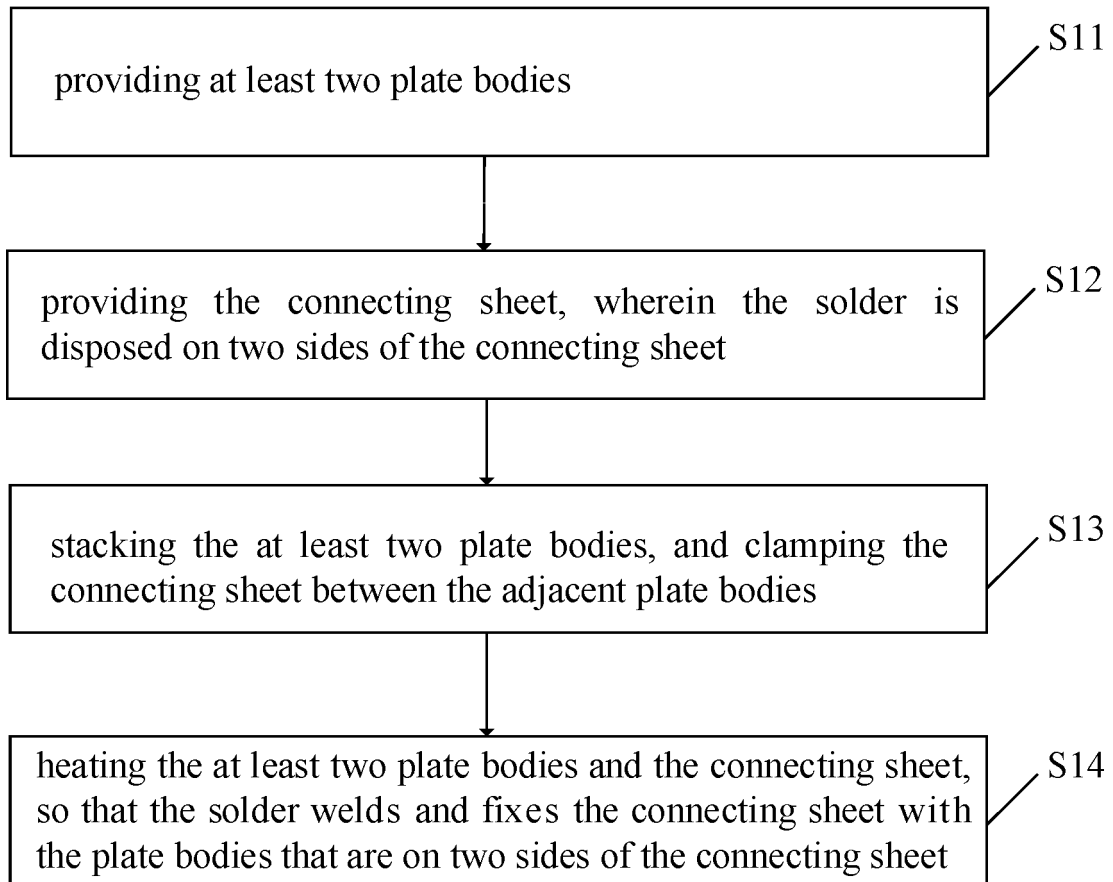 S11
providing at least two plate bodies
S12
providing the connecting sheet, wherein the solder is
disposed on two sides of the connecting sheet
S13
stacking the at least two plate bodies, and clamping the
connecting sheet between the adjacent plate bodies
S14
heating the at least two plate bodies and the connecting sheet,
so that the solder welds and fixes the connecting sheet with
the plate bodies that are on two sides of the connecting sheet